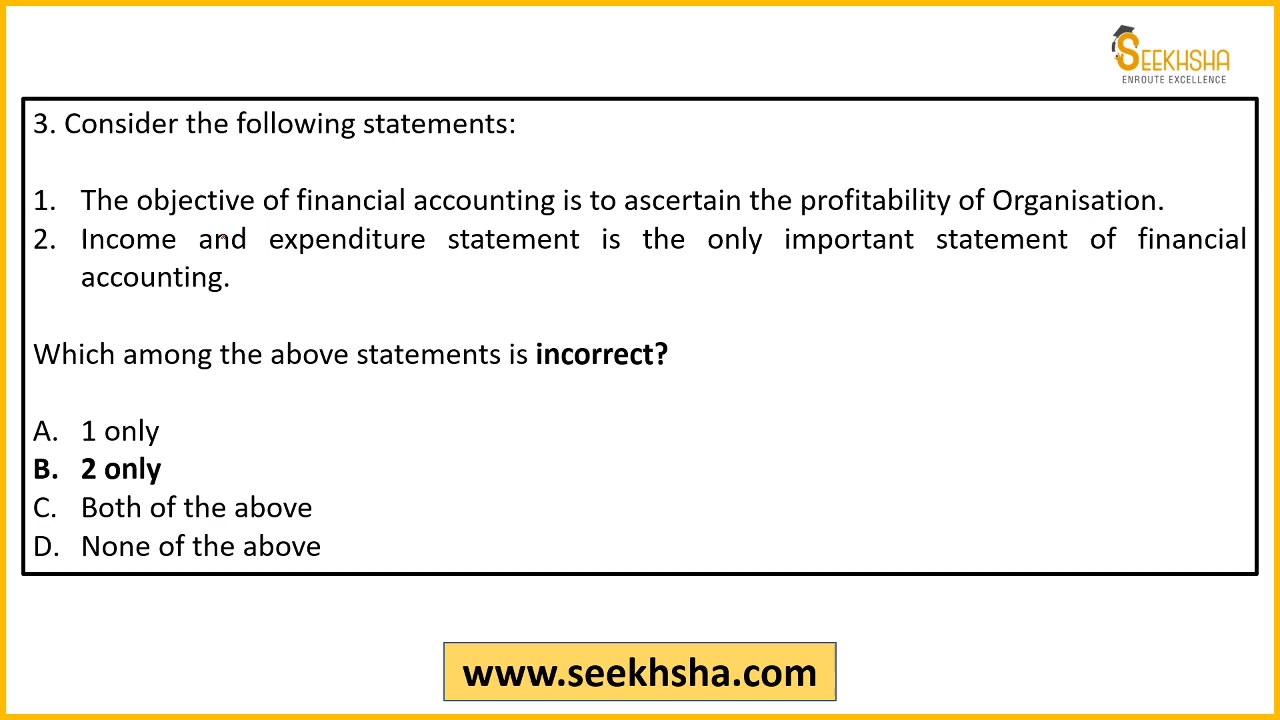 SEEKHSHA
ENROUTE EXCELLENCE
3. Consider the following statements:
1. The objective of financial accounting is to ascertain the profitability of Organisation.
2. Income and expenditure statement is the only important statement of financial
accounting.
Which among the above statements is incorrect?
A. 1 only
B. 2 only
C. Both of the above
D. None of the above
www.seekhsha.com